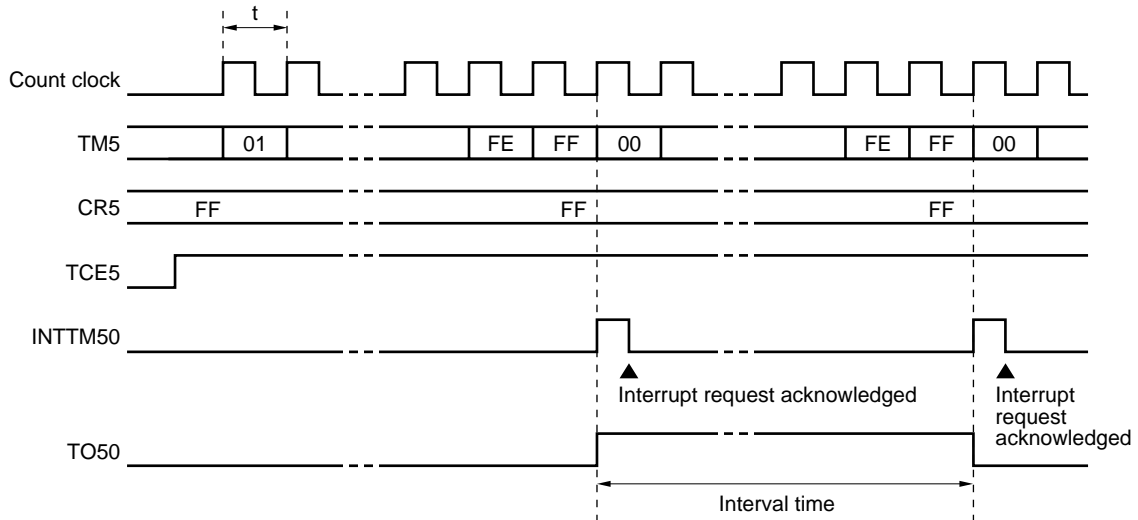 t
Count clock
TM5 01 FE FF 00 FE FF 00
CR5 FF FF FF
TCE5
INTTM50
Interrupt request acknowledged
Interrupt
request
acknowledged
TO50
Interval time